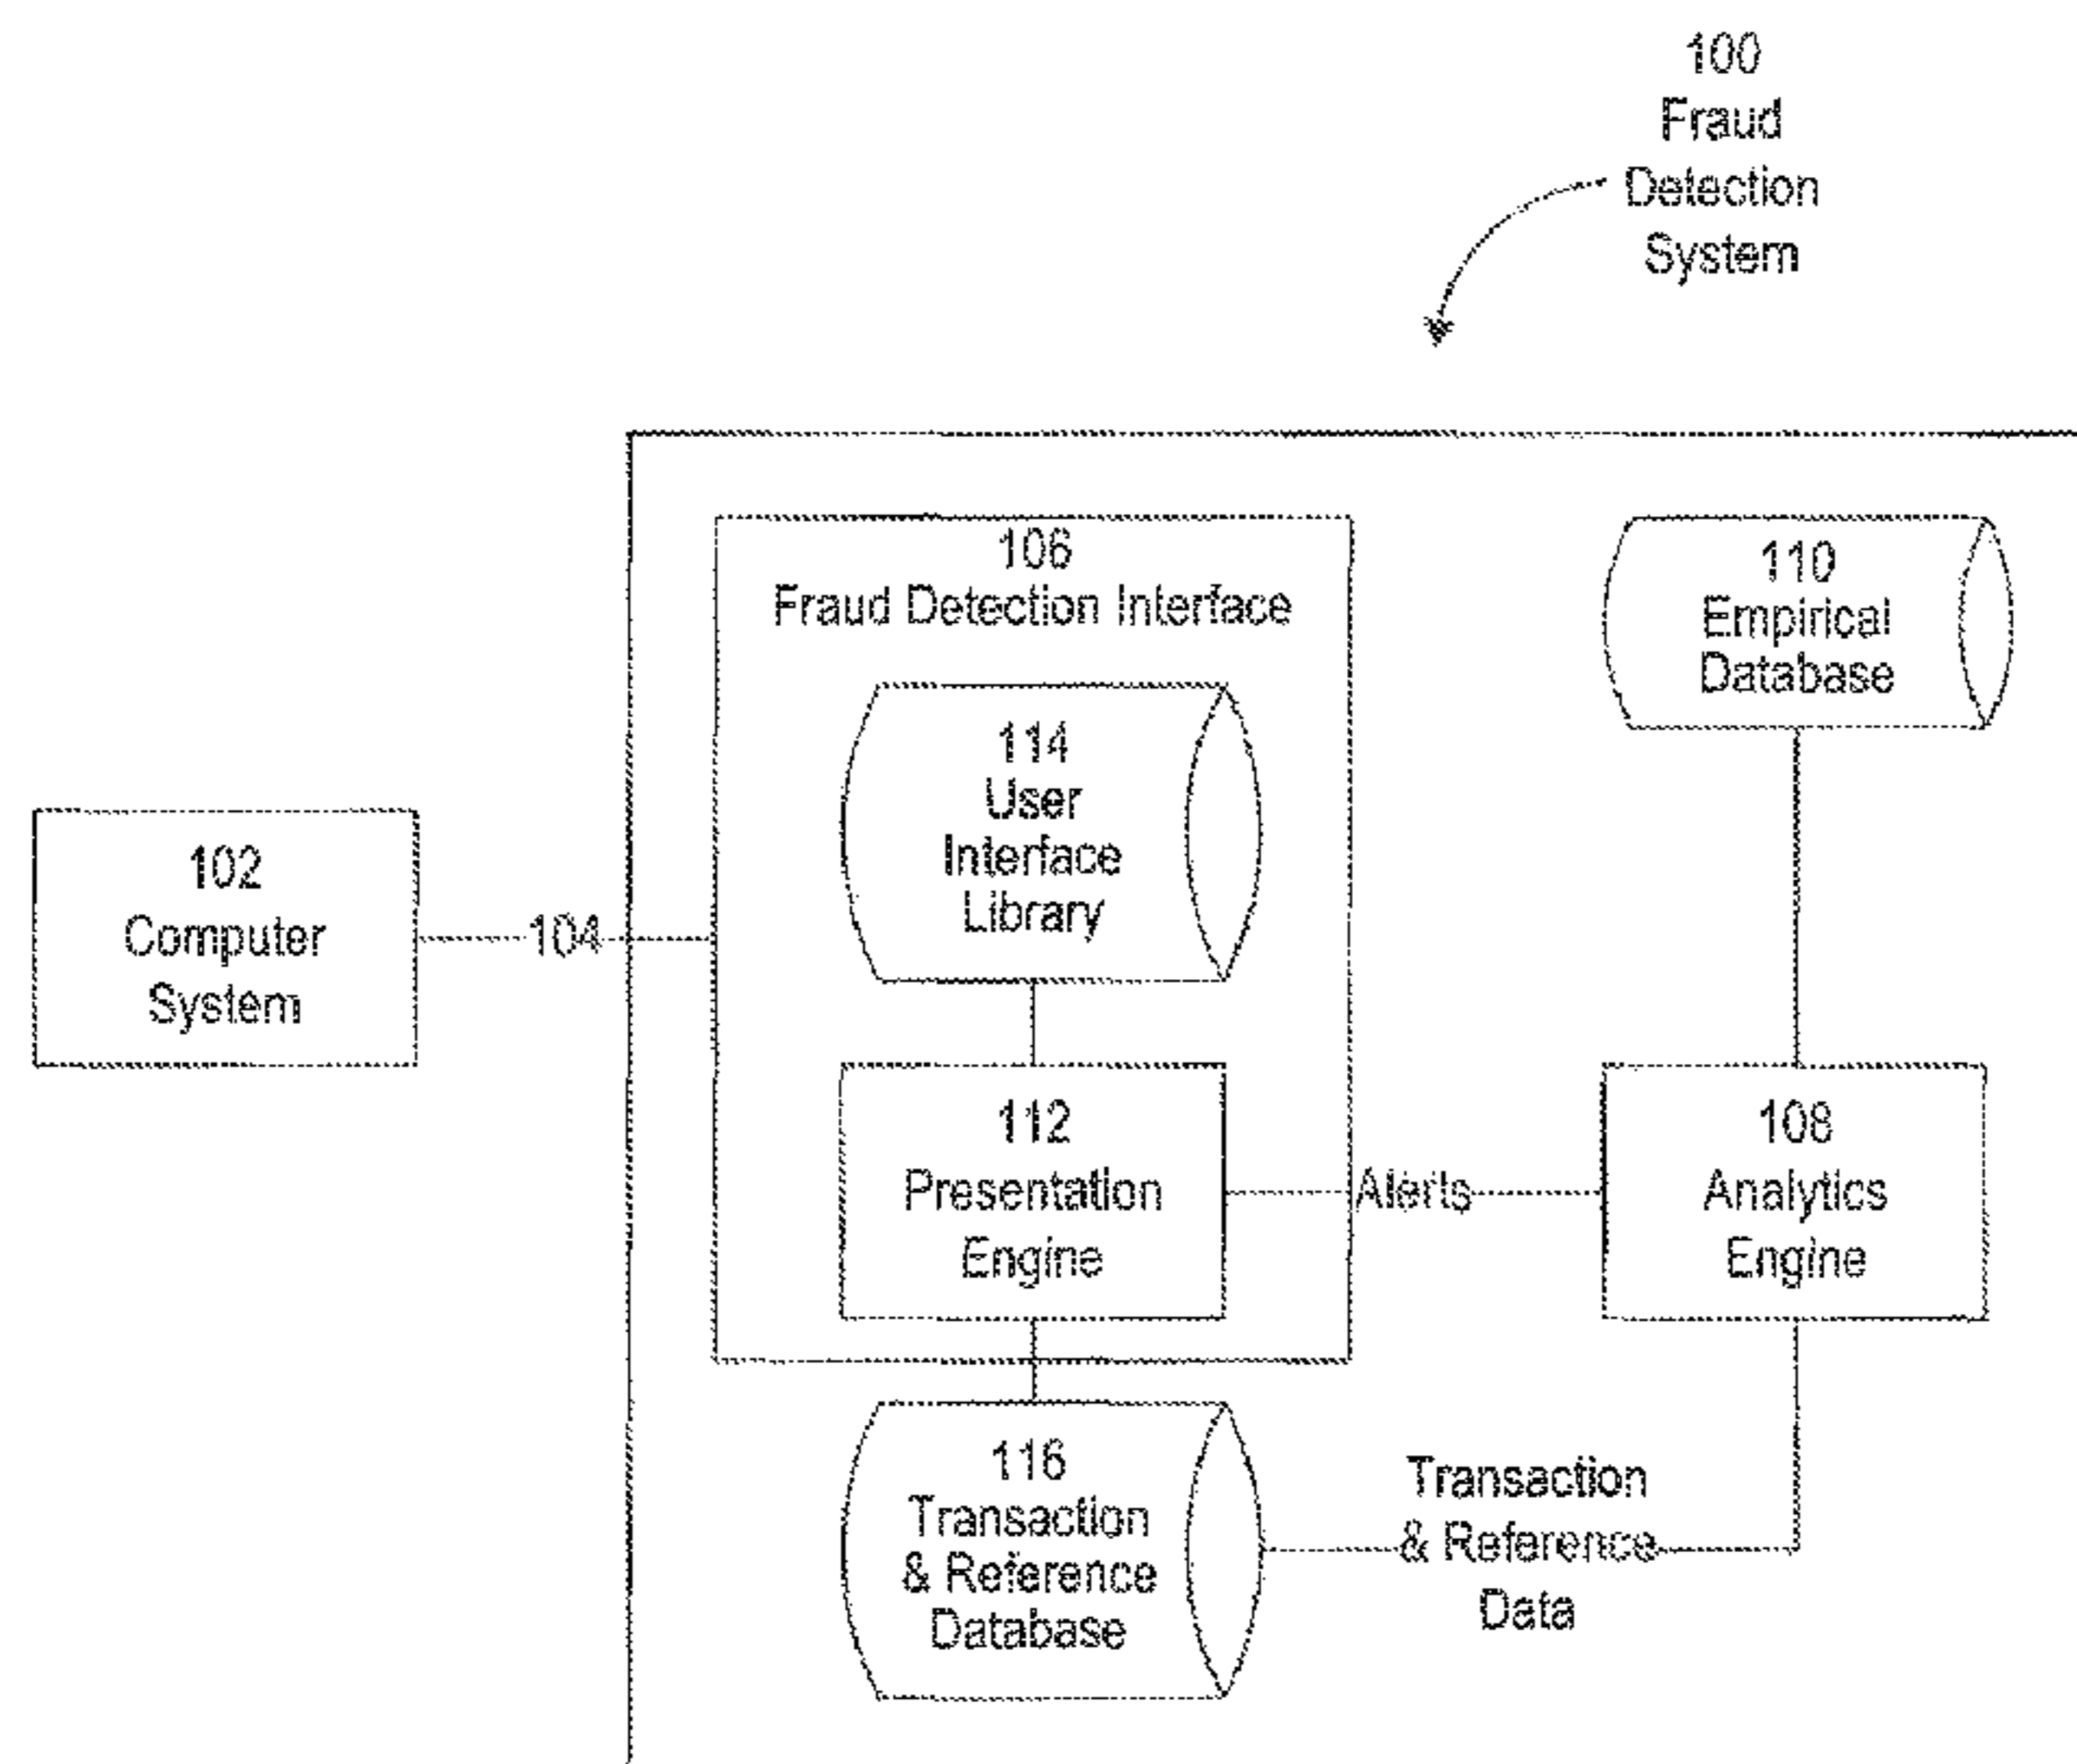 100
Fraud
Detection
System
106
Fraud Detection Interface
110
Empirical
Database
114
User
Interface
Library
102
Computer
System
104
112
Presentation
Engine
Alerts
108
Analytics
Engine
116
Transaction
& Reference
Database
Transaction
& Reference
Data